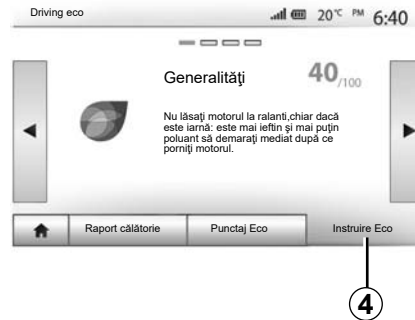 Driving eco
20°C PM 6:40
Generalităţi
40/100
Nu lăsaţi motorul la ralanti,chiar dacă
este iarnă: este mai ieftin şi mai puţin
poluant să demaraţi mediat după ce
porniţi motorul.
Raport călătorie
Punctaj Eco
Instruire Eco
4